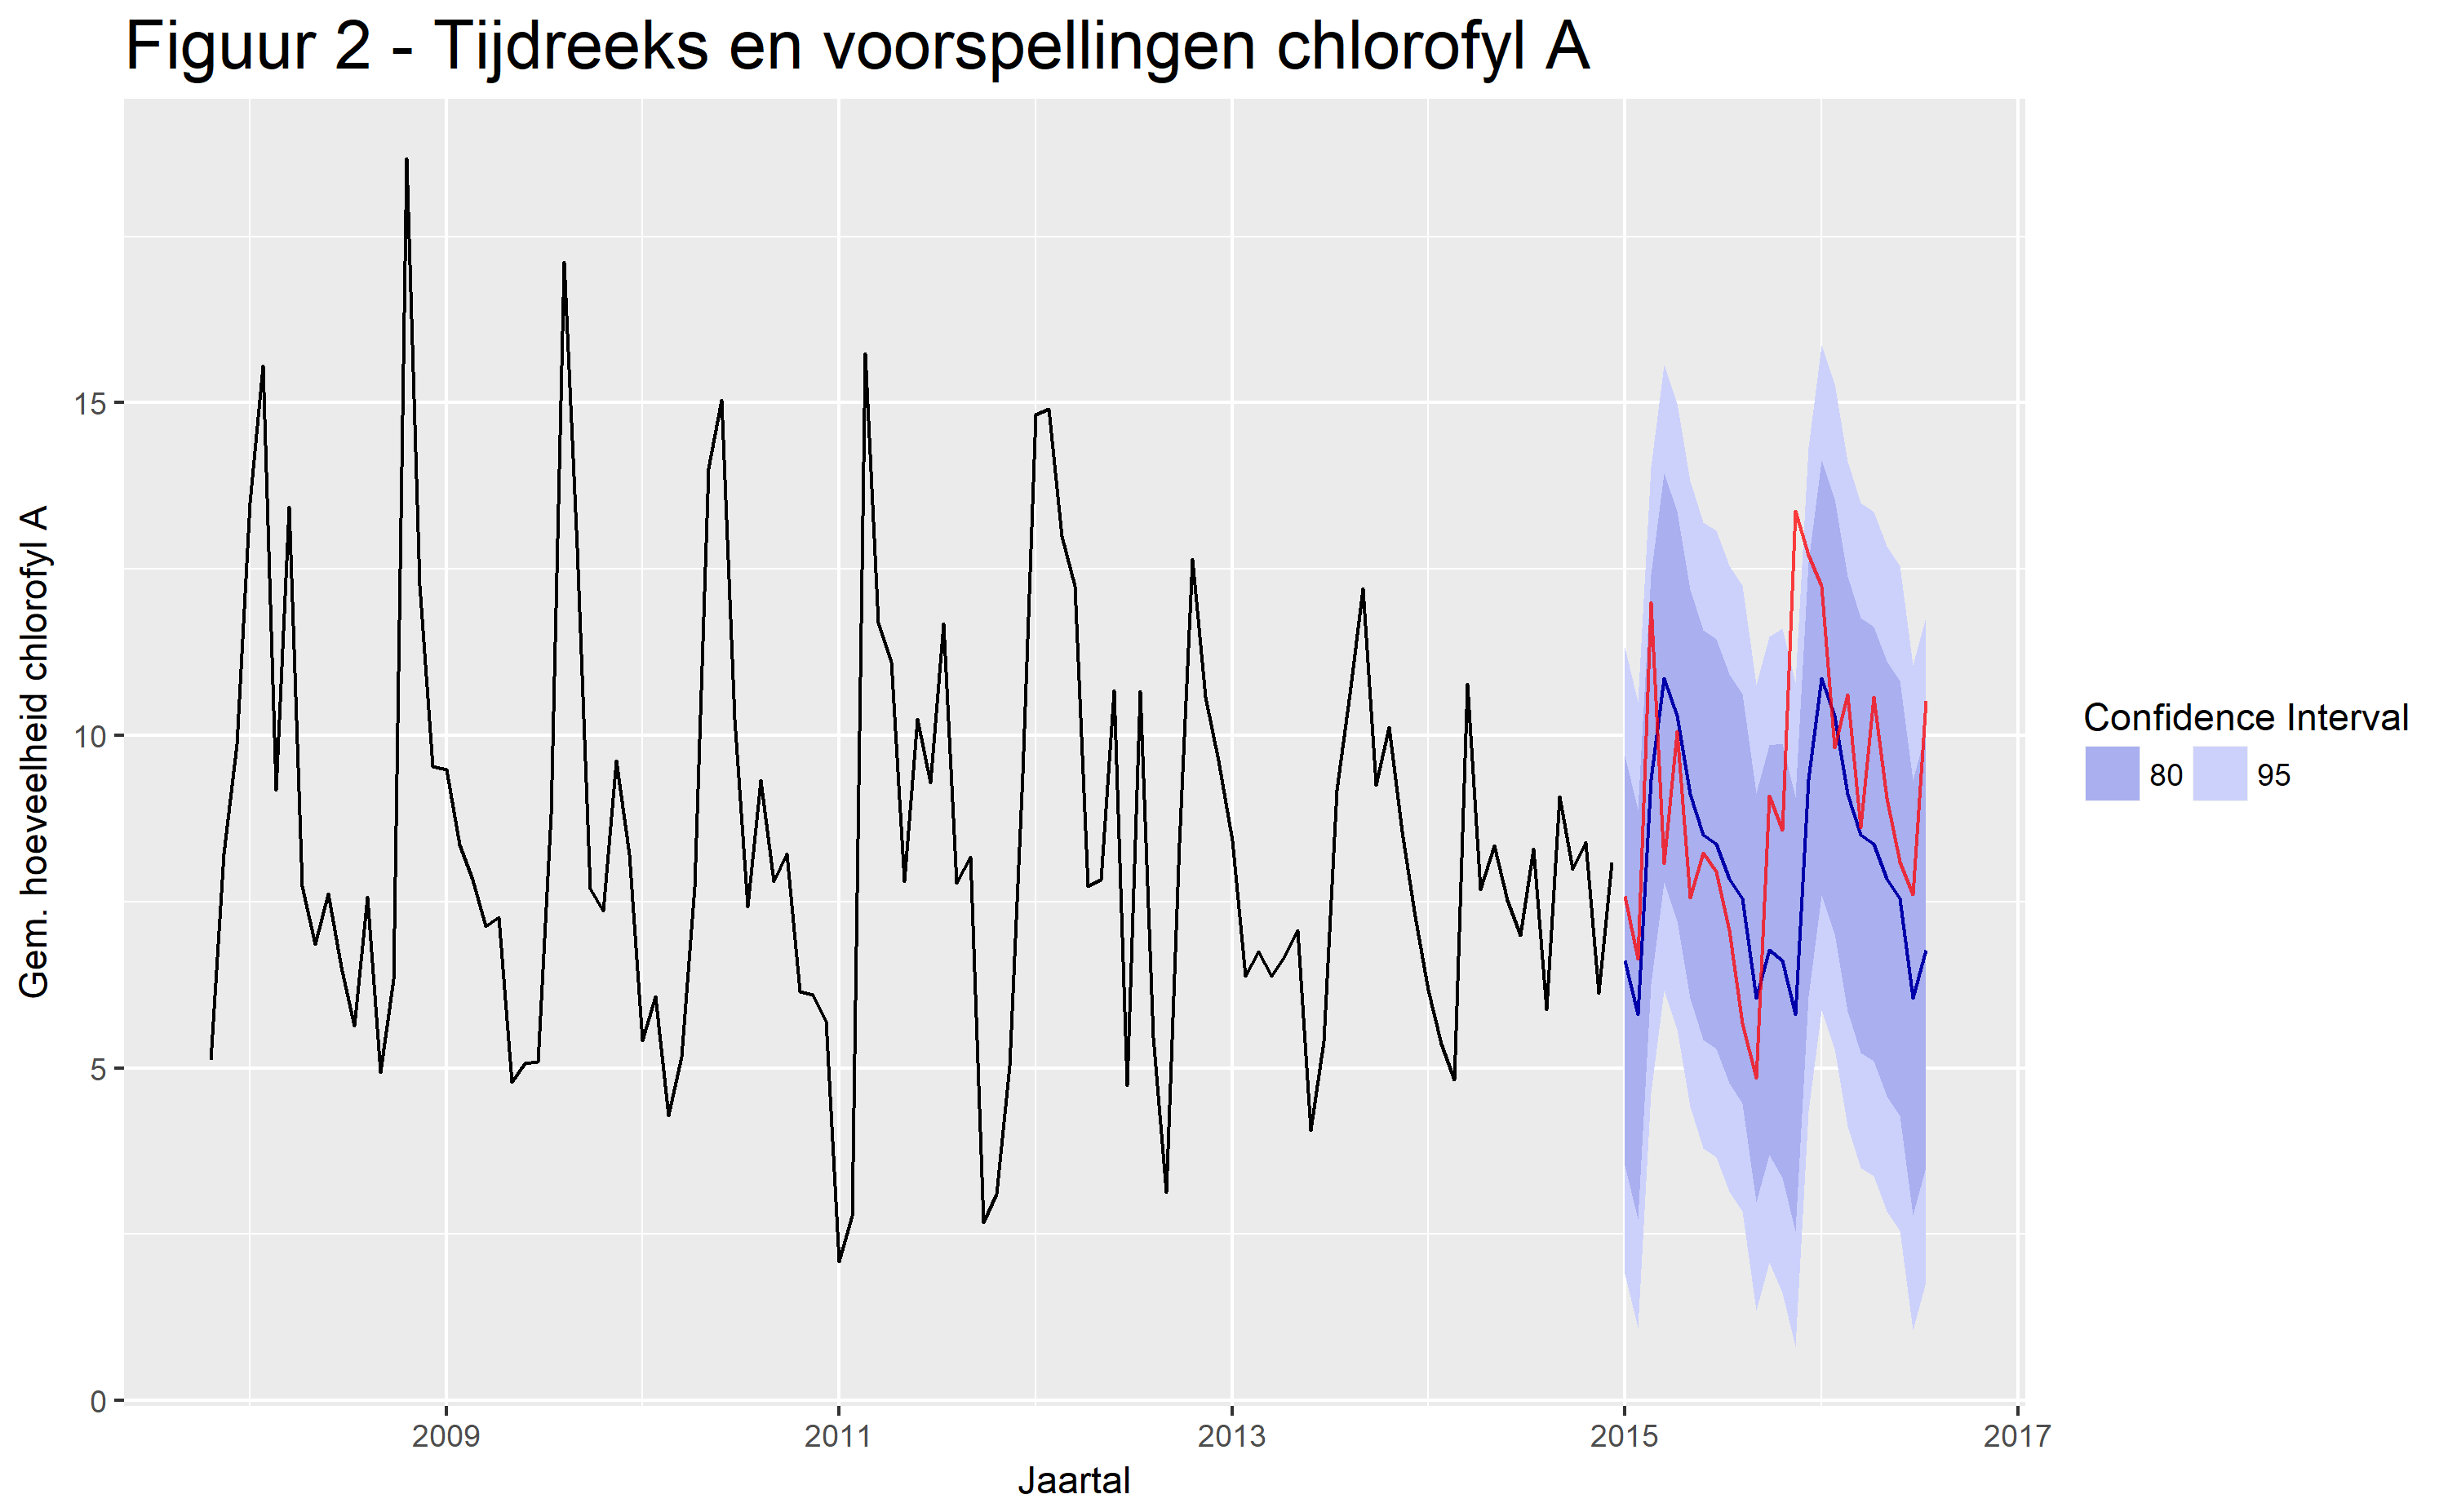 Figuur 2 - Tijdreeks en voorspellingen chlorofyl A
Gem. hoeveelheid chlorofyl A
15
10
5
0
2009
2011
2013
2015
2017
Jaartal
Confidence Interval
80
95